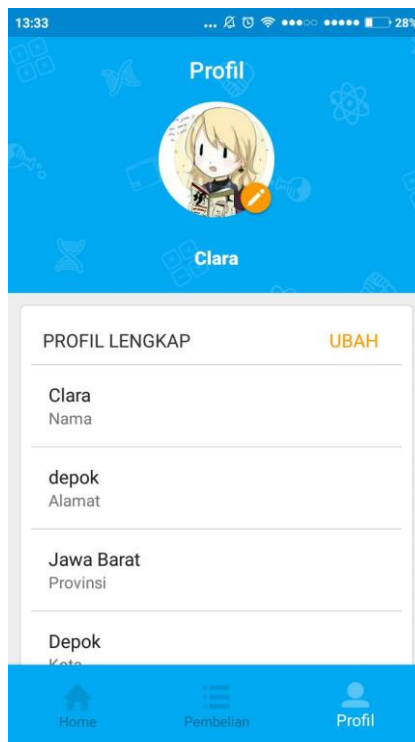 13:33 ... 28%
Profil
Clara
PROFIL LENGKAP UBAH
Clara
Nama
depok
Alamat
Jawa Barat
Provinsi
Depok
Kota
Home Pembelian Profil